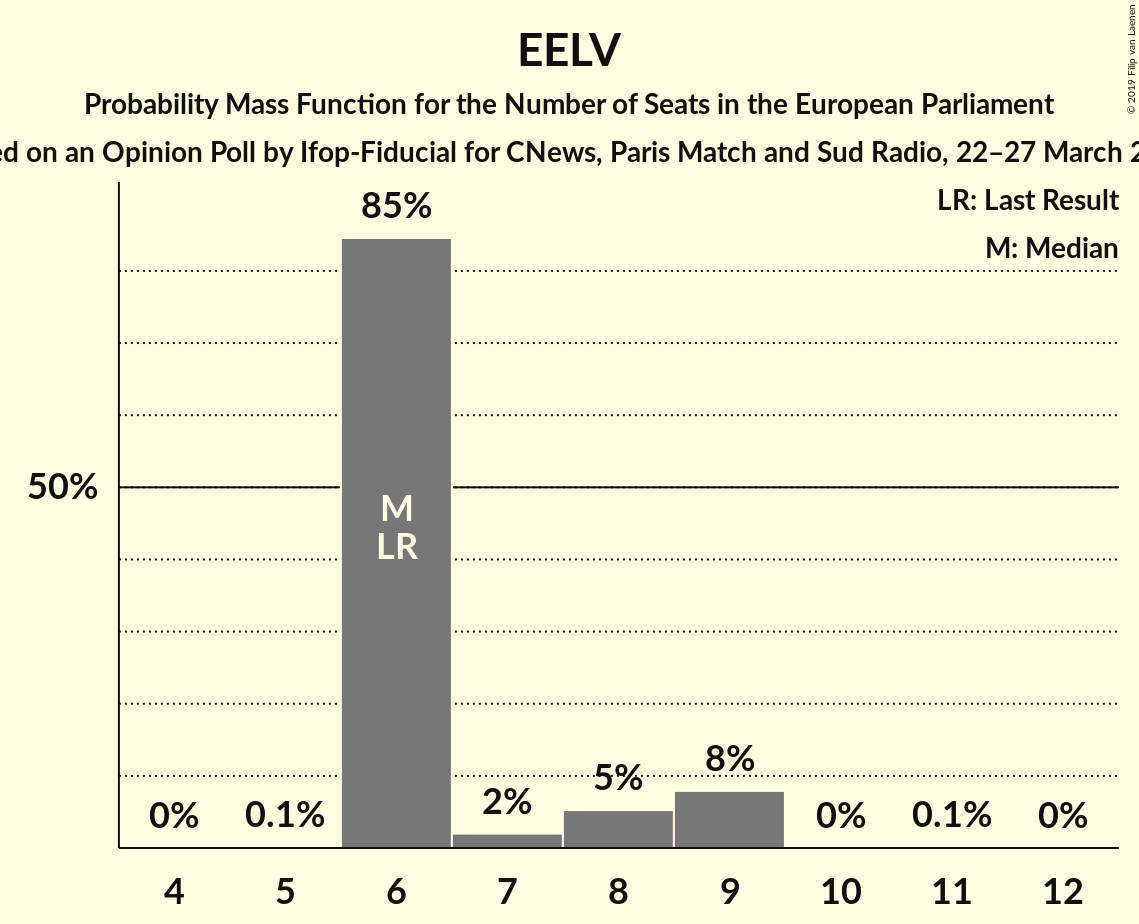 EELV
Probability Mass Function for the Number of Seats in the European Parliament
on an Opinion Poll by Ifop-Fiducial for CNews, Paris Match and Sud Radio, 22–27 March
© 2019 Filip van Laenen
LR: Last Result
M: Median
85%
50%
M
LR
0%
0.1%
2%
5%
8%
0%
0.1%
0%
4 5 6 7 8 9 10 11 12